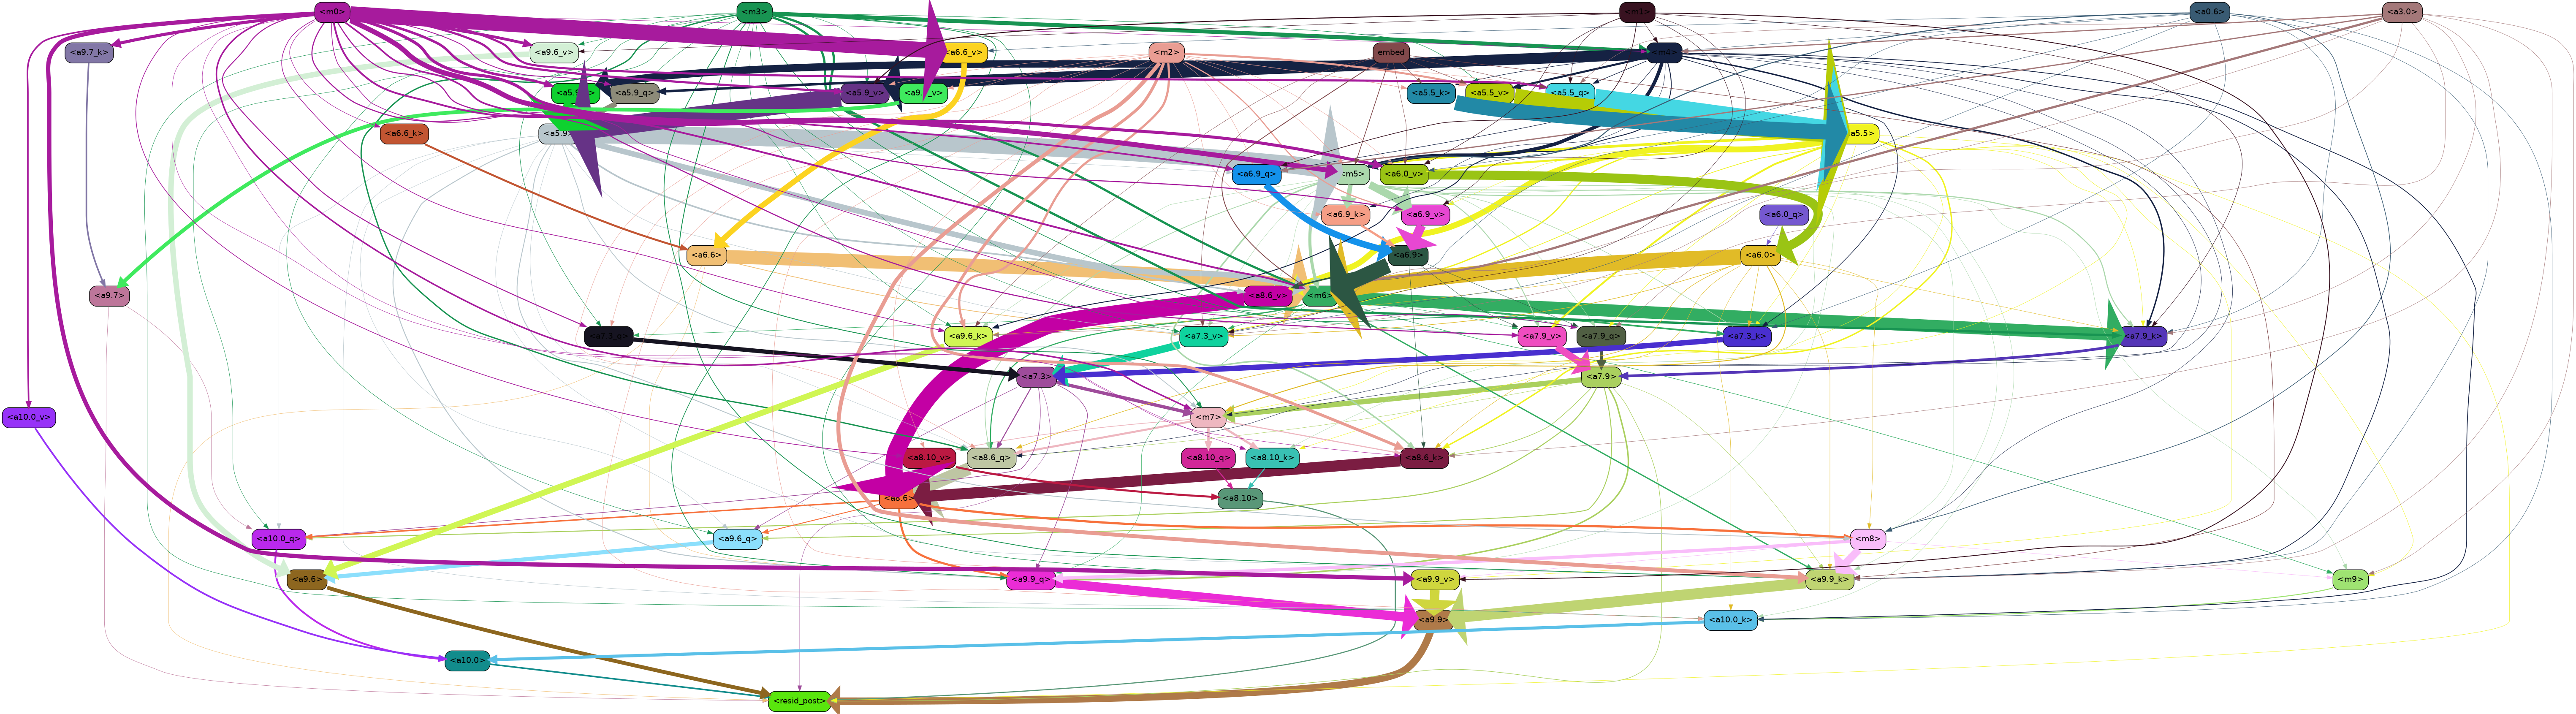 <m0> <m3> <m1> <a0.6> <a3.0>
<a9.7_k> <a9.6_v> <a6.6_v> <m2> embed <m4>
<a5.9_q> <a5.9_v> <a9.7_v> <a5.5_k> <a5.5_v> <a5.5_q>
<a6.6_k> <a5.9> <a5.5>
<a6.9_q> <m5> <a6.0_v>
<a6.9_k> <a6.9_v> <a6.0_q>
<a6.6> <a6.9> <a6.0>
<a9.7> <a8.6_v> <m6>
<a9.6_k> <a7.3_v> <a7.9_v> <a7.9_q> <a7.3_k> <a7.9_k>
<a7.3> <a7.9>
<a10.0_v> <m7>
<a8.10_v> <a8.6_q> <a8.10_q> <a8.10_k> <a8.6_k>
<a8.6> <a8.10>
<a10.0_q> <a9.6_q> <m8>
<a9.6> <a9.9_q> <a9.9_v> <a9.9_k> <m9>
<a9.9> <a10.0_k>
<a10.0>
<resid_post>